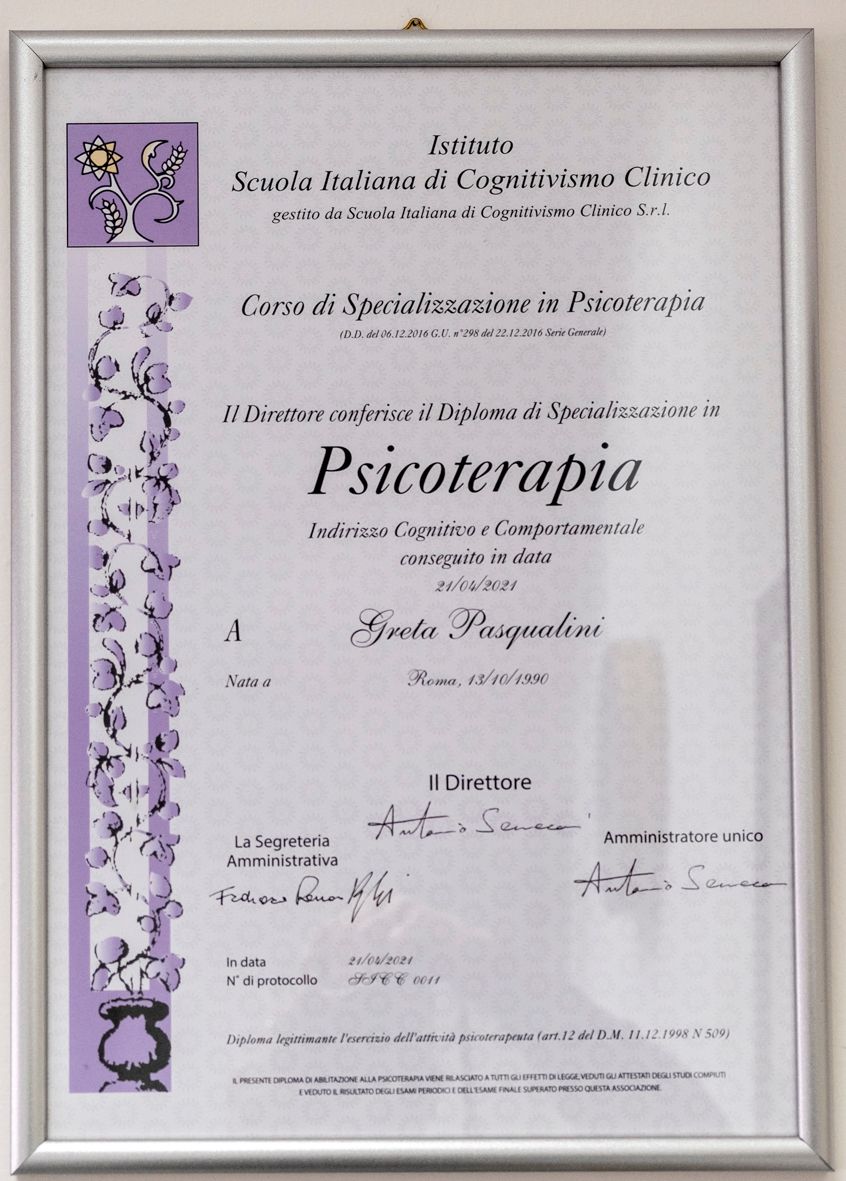 Istituto
Scuola Italiana di Cognitivismo Clinico
gestito da Scuola Italiana di Cognitivismo Clinico S.r.l.
Corso di Specializzazione in Psicoterapia
(D.D. del 06.12.2016 G.U. n°298 del 22.12.2016 Serie Generale)
Il Direttore conferisce il Diploma di Specializzazione in
Psicoterapia
Indirizzo Cognitivo e Comportamentale
conseguito in data
21/04/2021
A Greta Pasqualini
Nata a Roma, 13/10/1990
Il Direttore
Antonio
La Segreteria
Amministrativa
Amministratore unico
Antonio
In data 21/04/2021
N° di protocollo SICC 0011
Diploma legittimante l'esercizio dell'attività psicoterapeuta (art.12 del D.M. 11.12.1998 N 509)
IL PRESENTE DIPLOMA DI ABILITAZIONE ALLA PSICOTERAPIA VIENE RILASCIATO A TUTTI GLI EFFETTI DI LEGGE, VEDUTI GLI ATTESTATI DEGLI STUDI COMPIUTI
E VEDUTO IL RISULTATO DEGLI ESAMI PERIODICI E DELL'ESAME FINALE SUPERATO PRESSO QUESTA ASSOCIAZIONE.